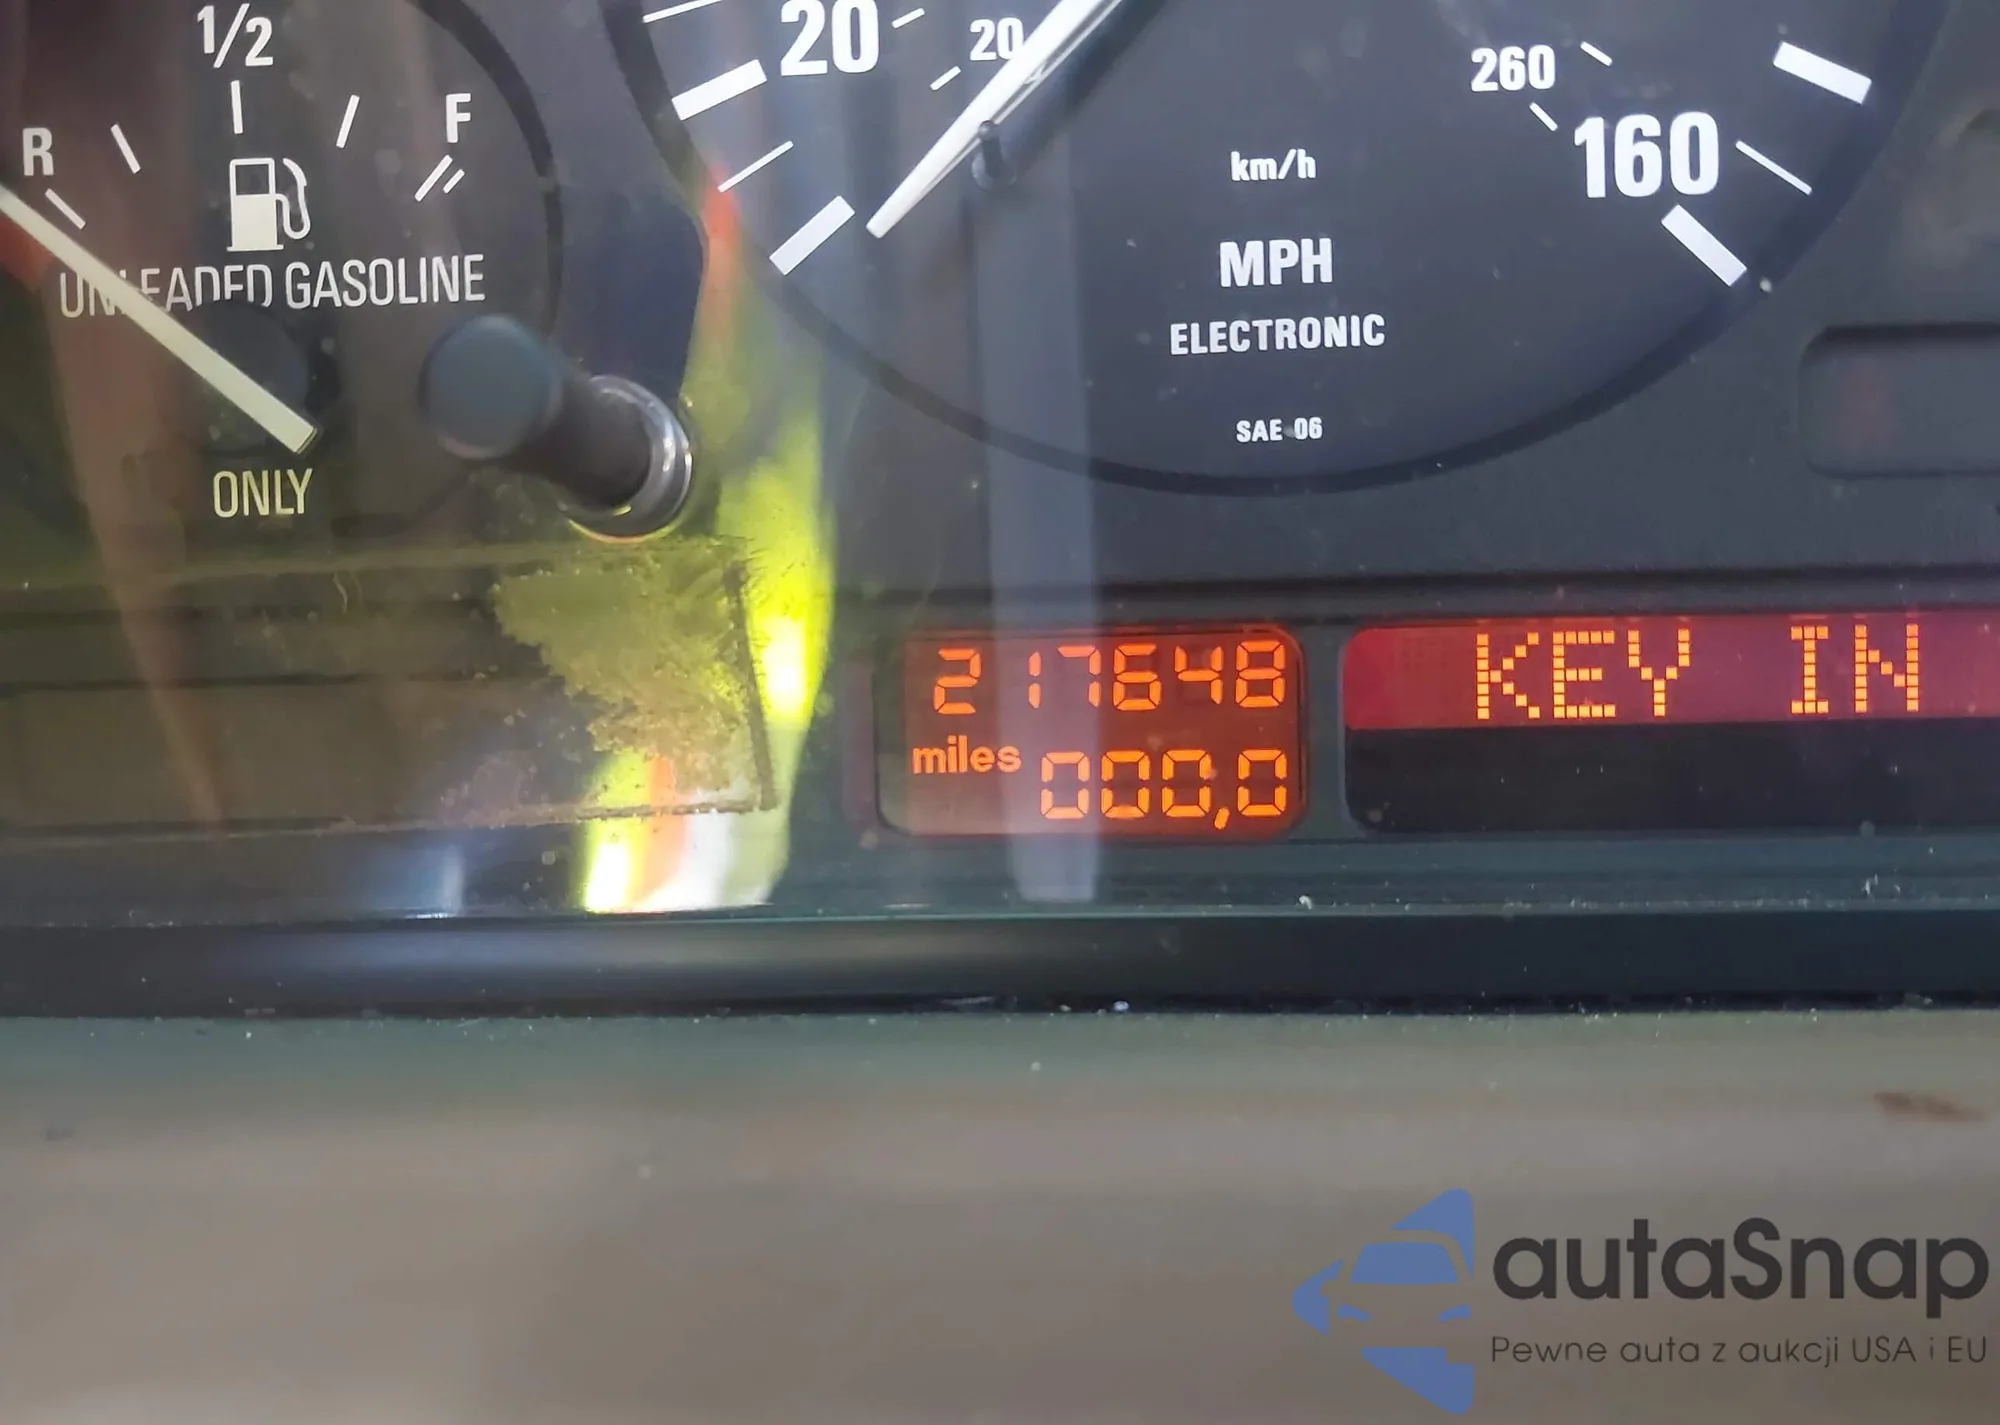 1/2
R
F
UNLEADED GASOLINE
ONLY
20
20
260
160
km/h
MPH
ELECTRONIC
SAE 06
217648
miles 000,0
KEY IN
autaSnap
Pewne auta z aukcji USA i EU